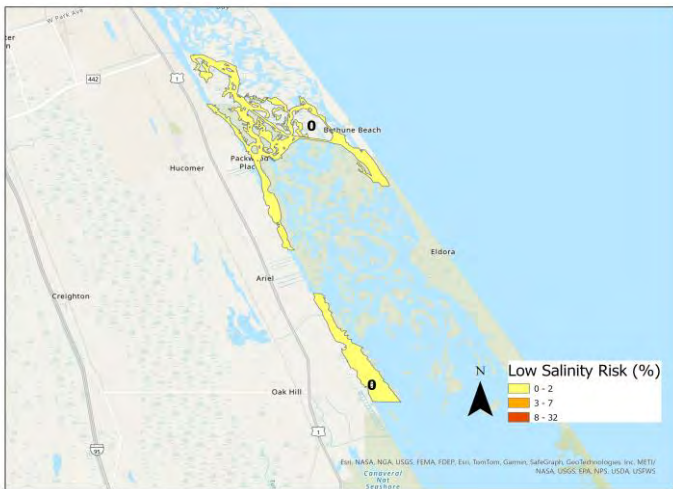 W Park Ave
ter
442
1
0
Bethune Beach
Packwood
Place
Hucomer
Eldora
Ariel
Creighton
Low Salinity Risk (%)
N
0 - 2
3 - 7
8 - 32
0
Oak Hill
1
95
Canaveral
Nat
Seashore
Esri, NASA, NGA, USGS, FEMA, FDEP, Esri, TomTom, Garmin, SafeGraph, GeoTechnologies, Inc, METI/
NASA, USGS, EPA, NPS, USDA, USFWS